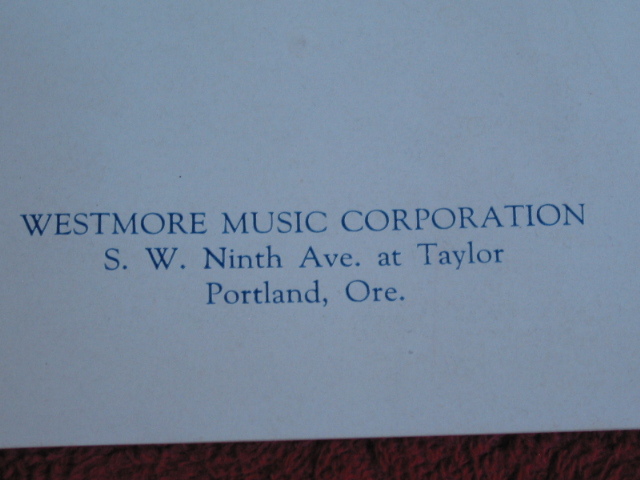 WESTMORE MUSIC CORPORATION
S. W. Ninth Ave. at Taylor
Portland, Ore.